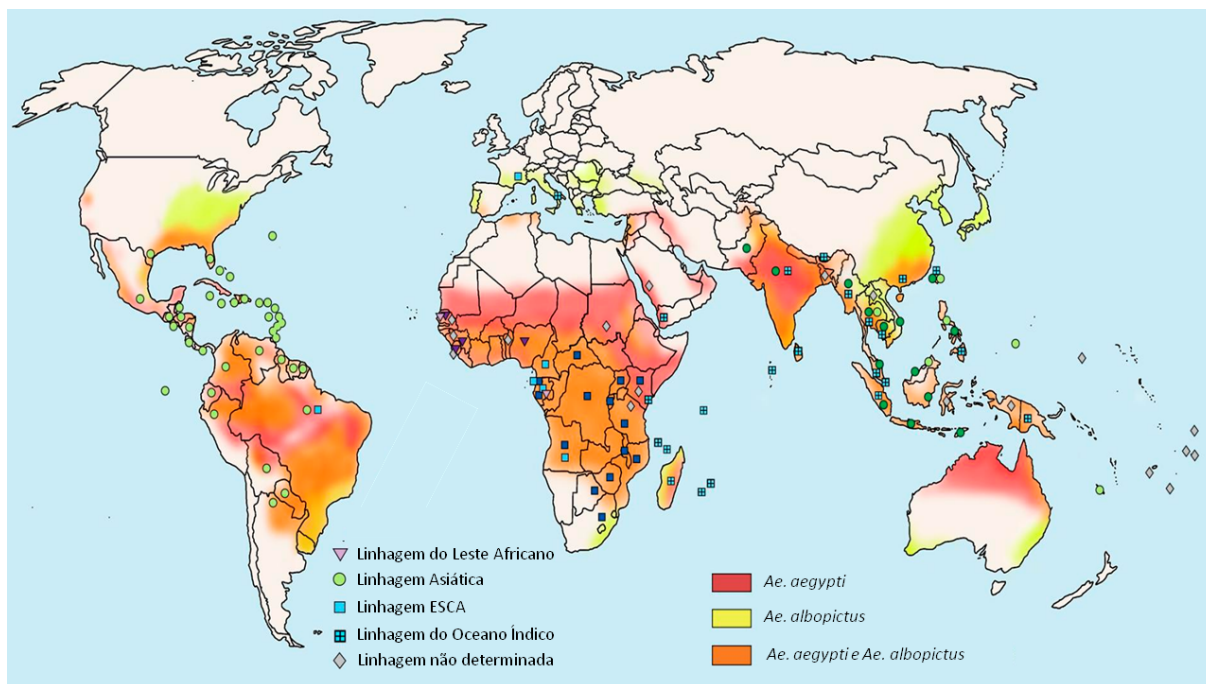 Linhagem do Leste Africano
Linhagem Asiática
Linhagem ESCA
Linhagem do Oceano Índico
Linhagem não determinada
Ae. aegypti
Ae. albopictus
Ae. aegypti e Ae. albopictus